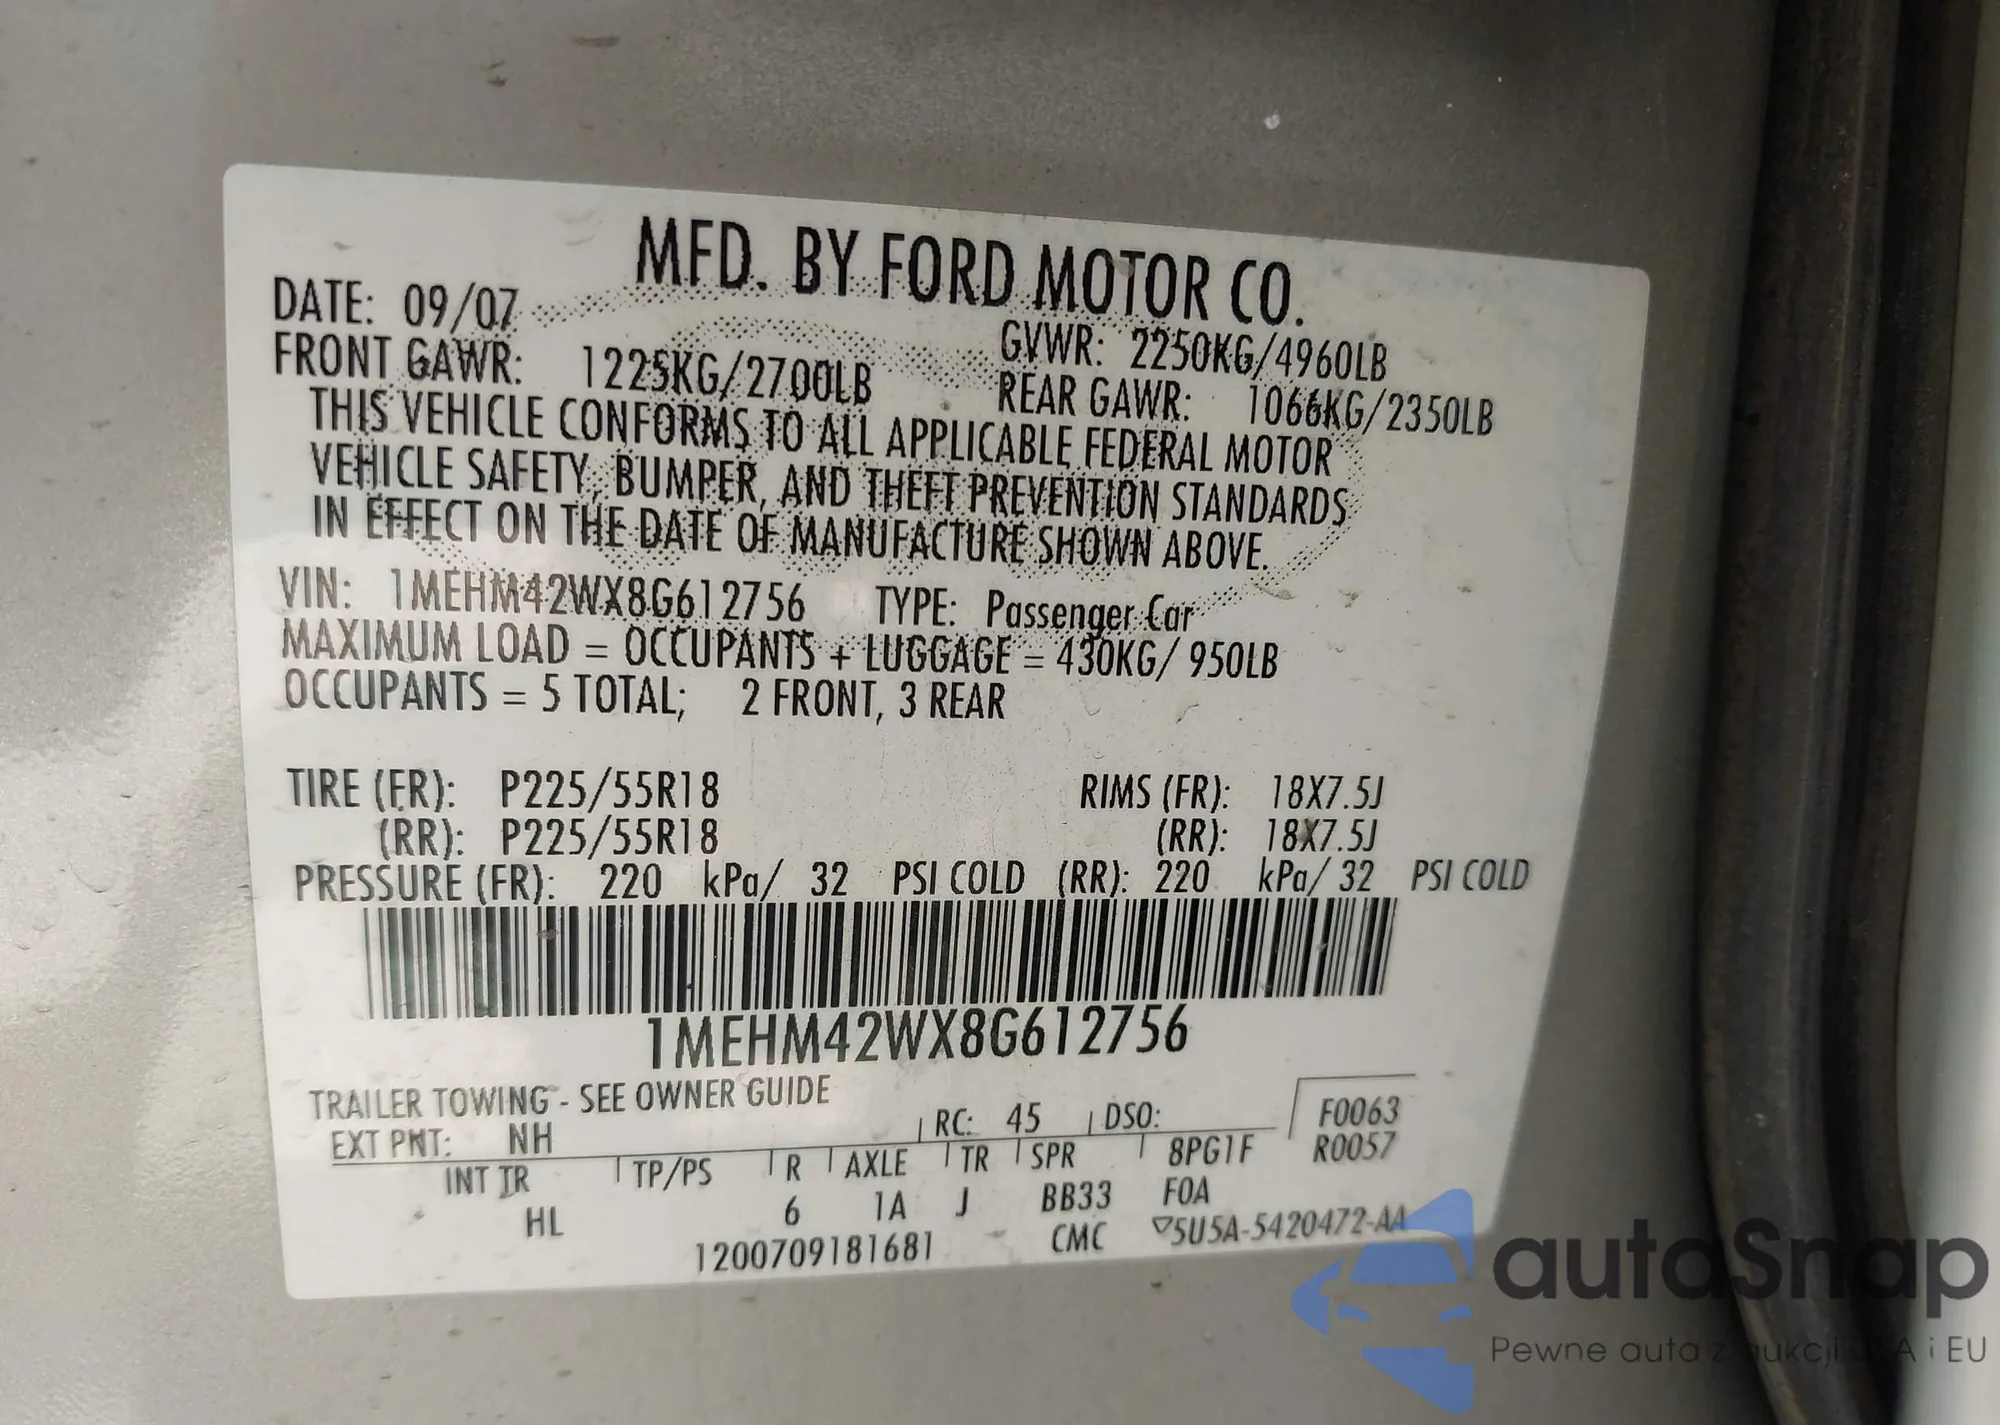 MFD. BY FORD MOTOR CO.
DATE: 09/07
GVWR: 2250KG/4960LB
FRONT GAWR: 1225KG/2700LB
REAR GAWR: 1066KG/2350LB
THIS VEHICLE CONFORMS TO ALL APPLICABLE FEDERAL MOTOR
VEHICLE SAFETY, BUMPER, AND THEFT PREVENTION STANDARDS
IN EFFECT ON THE DATE OF MANUFACTURE SHOWN ABOVE.
VIN: 1MEHM42WX8G612756 TYPE: Passenger Car
MAXIMUM LOAD = OCCUPANTS + LUGGAGE = 430KG/ 950LB
OCCUPANTS = 5 TOTAL; 2 FRONT, 3 REAR
TIRE (FR): P225/55R18 RIMS (FR): 18X7.5J
(RR): P225/55R18 (RR): 18X7.5J
PRESSURE (FR): 220 kPa/ 32 PSI COLD (RR): 220 kPa/ 32 PSI COLD
1MEHM42WX8G612756
TRAILER TOWING - SEE OWNER GUIDE
EXT PNT: NH RC: 45 DSO: F0063
INT TR TP/PS R AXLE TR SPR 8PG1F R0057
HL 6 1A J BB33 F0A
1200709181681 CMC ▽5U5A-5420472-AA
autoSnap
Pewne auta z aukcji U A i EU